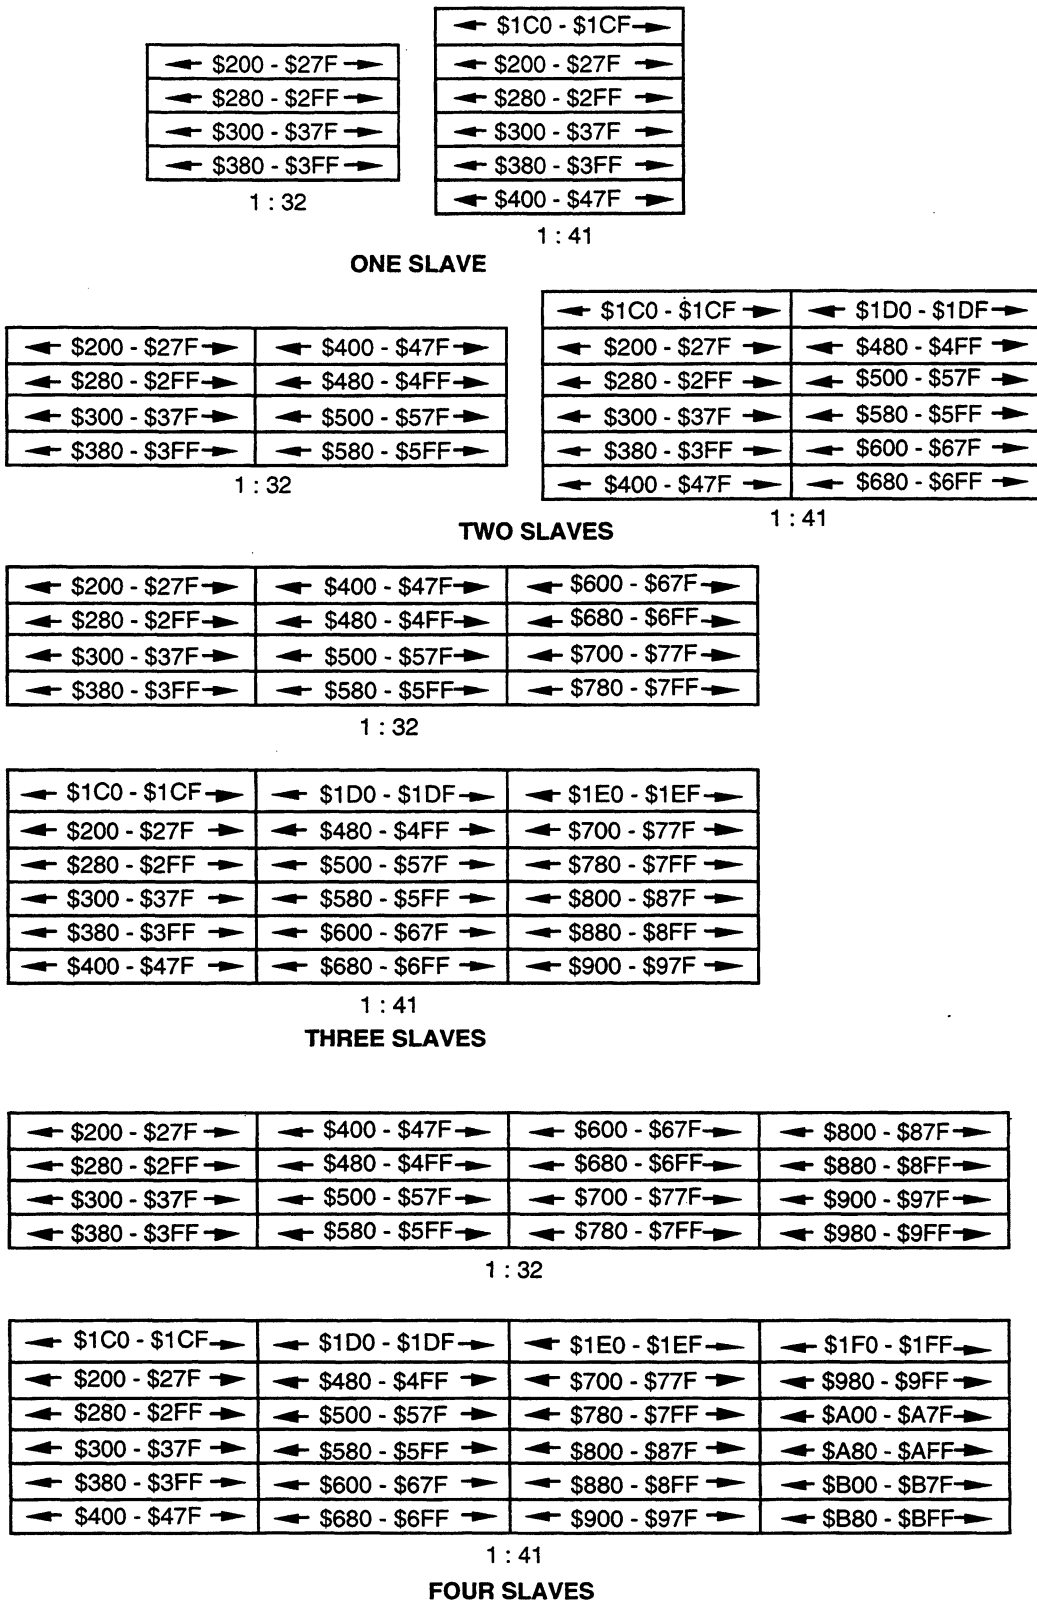 $1C0 - $1CF
$200 - $27F $200 - $27F
$280 - $2FF $280 - $2FF
$300 - $37F $300 - $37F
$380 - $3FF $380 - $3FF
1 : 32 $400 - $47F
1 : 41
ONE SLAVE
$1C0 - $1CF $1D0 - $1DF
$200 - $27F $400 - $47F $200 - $27F $480 - $4FF
$280 - $2FF $480 - $4FF $280 - $2FF $500 - $57F
$300 - $37F $500 - $57F $300 - $37F $580 - $5FF
$380 - $3FF $580 - $5FF $380 - $3FF $600 - $67F
1 : 32 $400 - $47F $680 - $6FF
1 : 41
TWO SLAVES
$200 - $27F $400 - $47F $600 - $67F
$280 - $2FF $480 - $4FF $680 - $6FF
$300 - $37F $500 - $57F $700 - $77F
$380 - $3FF $580 - $5FF $780 - $7FF
1 : 32
$1C0 - $1CF $1D0 - $1DF $1E0 - $1EF
$200 - $27F $480 - $4FF $700 - $77F
$280 - $2FF $500 - $57F $780 - $7FF
$300 - $37F $580 - $5FF $800 - $87F
$380 - $3FF $600 - $67F $880 - $8FF
$400 - $47F $680 - $6FF $900 - $97F
1 : 41
THREE SLAVES
$200 - $27F $400 - $47F $600 - $67F $800 - $87F
$280 - $2FF $480 - $4FF $680 - $6FF $880 - $8FF
$300 - $37F $500 - $57F $700 - $77F $900 - $97F
$380 - $3FF $580 - $5FF $780 - $7FF $980 - $9FF
1 : 32
$1C0 - $1CF $1D0 - $1DF $1E0 - $1EF $1F0 - $1FF
$200 - $27F $480 - $4FF $700 - $77F $980 - $9FF
$280 - $2FF $500 - $57F $780 - $7FF $A00 - $A7F
$300 - $37F $580 - $5FF $800 - $87F $A80 - $AFF
$380 - $3FF $600 - $67F $880 - $8FF $B00 - $B7F
$400 - $47F $680 - $6FF $900 - $97F $B80 - $BFF
1 : 41
FOUR SLAVES